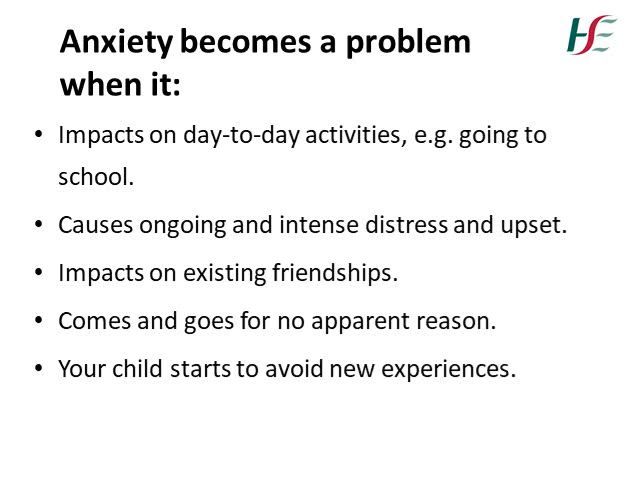 Anxiety becomes a problem
when it:
HSE
• Impacts on day-to-day activities, e.g. going to
school.
• Causes ongoing and intense distress and upset.
• Impacts on existing friendships.
• Comes and goes for no apparent reason.
• Your child starts to avoid new experiences.